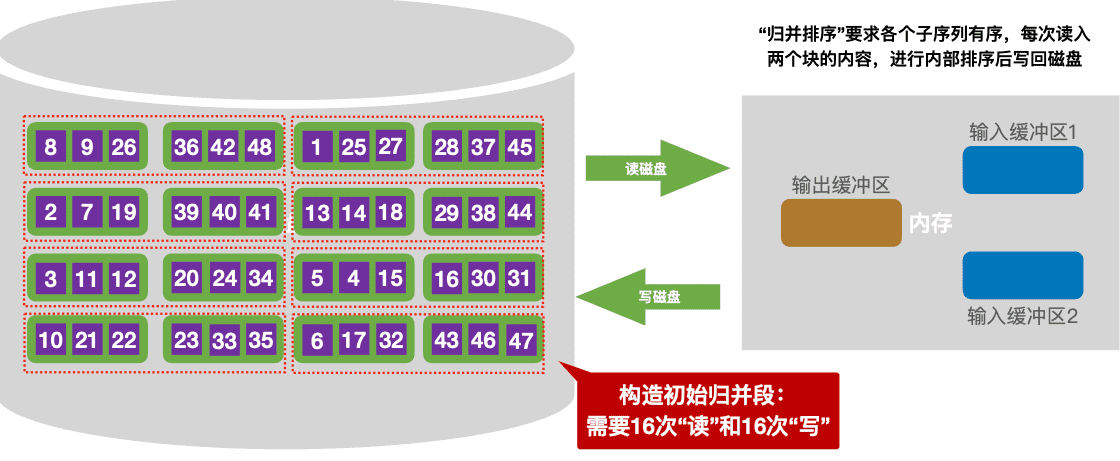 “归并排序”要求各个子序列有序，每次读入
两个块的内容，进行内部排序后写回磁盘
8 9 26 36 42 48 1 25 27 28 37 45
2 7 19 39 40 41 13 14 18 29 38 44
3 11 12 20 24 34 5 4 15 16 30 31
10 21 22 23 33 35 6 17 32 43 46 47
读磁盘
写磁盘
输入缓冲区1
输出缓冲区
内存
输入缓冲区2
构造初始归并段：
需要16次“读”和16次“写”